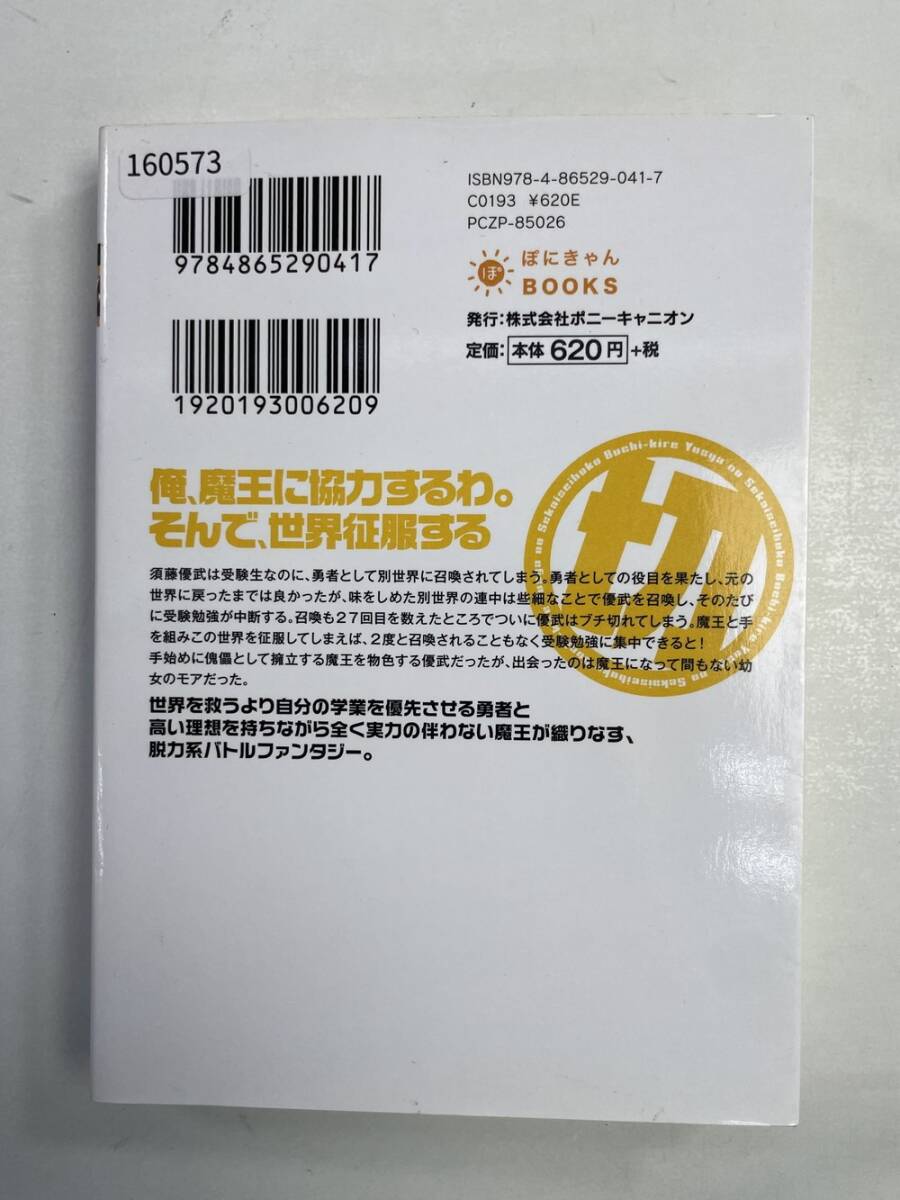 160573
9784865290417
1920193006209
ISBN978-4-86529-041-7
C0193 ¥620E
PCZP-85026
ぽ
ぽにきゃん
BOOKS
発行：株式会社ポニーキャニオン
定価：本体620円+税
俺、魔王に協力するわ。
そんで、世界征服する
切
Buchi-kire Yusya no Sekaiseihuku
須藤優武は受験生なのに、勇者として別世界に召喚されてしまう。勇者としての役目を果たし、元の
世界に戻ったまでは良かったが、味をしめた別世界の連中は些細なことで優武を召喚し、そのたび
に受験勉強が中断する。召喚も27回目を数えたところでついに優武はブチ切れてしまう。魔王と手
を組みこの世界を征服してしまえば、2度と召喚されることもなく受験勉強に集中できると！
手始めに傀儡として擁立する魔王を物色する優武だったが、出会ったのは魔王になって間もない幼
女のモアだった。
世界を救うより自分の学業を優先させる勇者と
高い理想を持ちながら全く実力の伴わない魔王が織りなす、
脱力系バトルファンタジー。